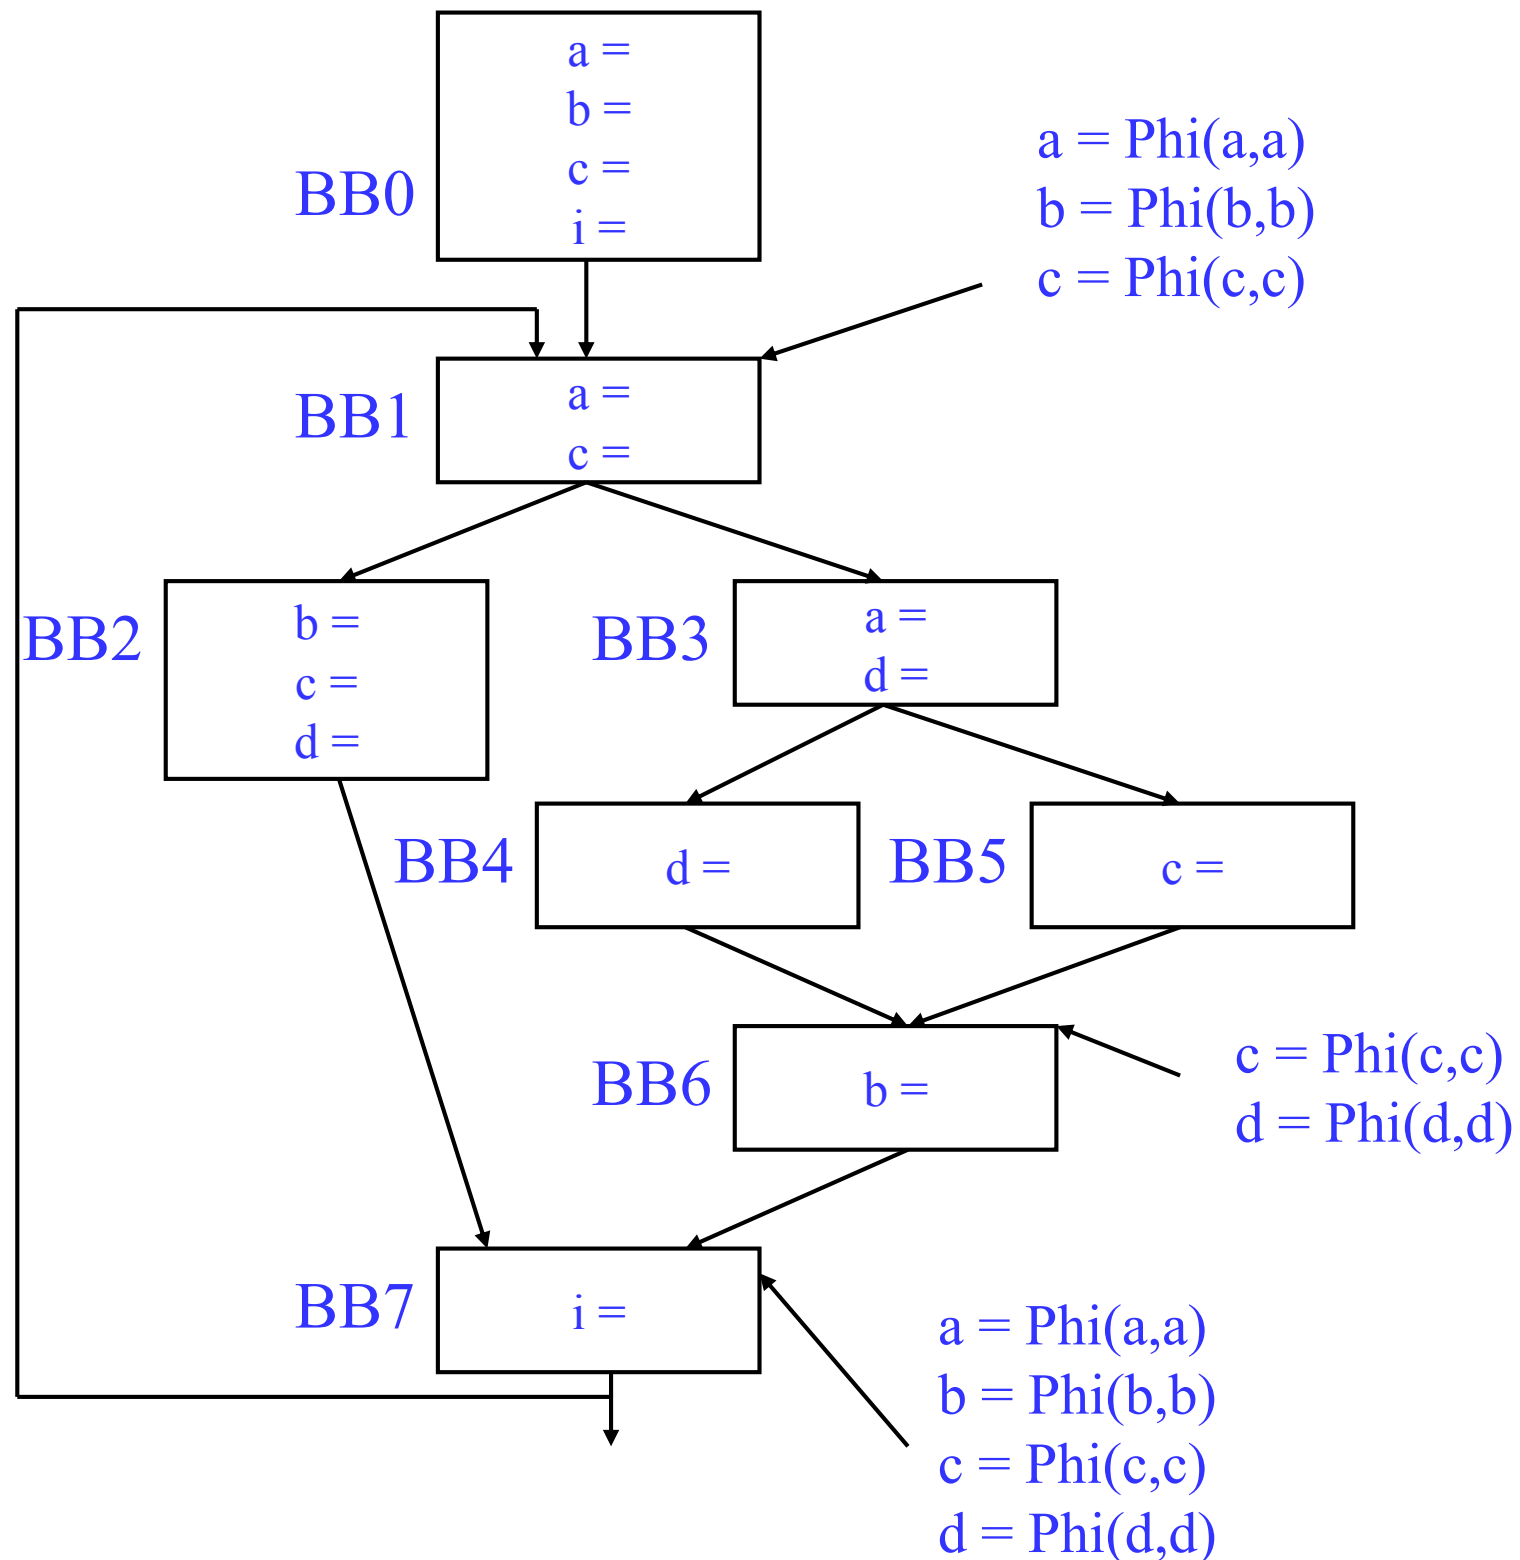 a =
b =
c =
i =
BB0
a = Phi(a,a)
b = Phi(b,b)
c = Phi(c,c)
BB1
a =
c =
BB2
b =
c =
d =
BB3
a =
d =
BB4
d =
BB5
c =
BB6
b =
c = Phi(c,c)
d = Phi(d,d)
BB7
i =
a = Phi(a,a)
b = Phi(b,b)
c = Phi(c,c)
d = Phi(d,d)